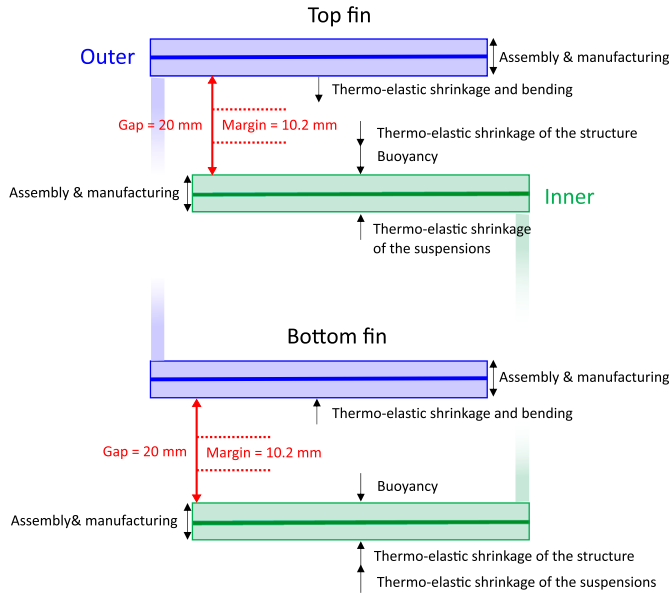 Top fin
Outer
Assembly & manufacturing
Thermo-elastic shrinkage and bending
Gap = 20 mm
Margin = 10.2 mm
Thermo-elastic shrinkage of the structure
Buoyancy
Assembly & manufacturing
Inner
Thermo-elastic shrinkage
of the suspensions
Bottom fin
Assembly & manufacturing
Thermo-elastic shrinkage and bending
Gap = 20 mm
Margin = 10.2 mm
Buoyancy
Assembly& manufacturing
Thermo-elastic shrinkage of the structure
Thermo-elastic shrinkage of the suspensions